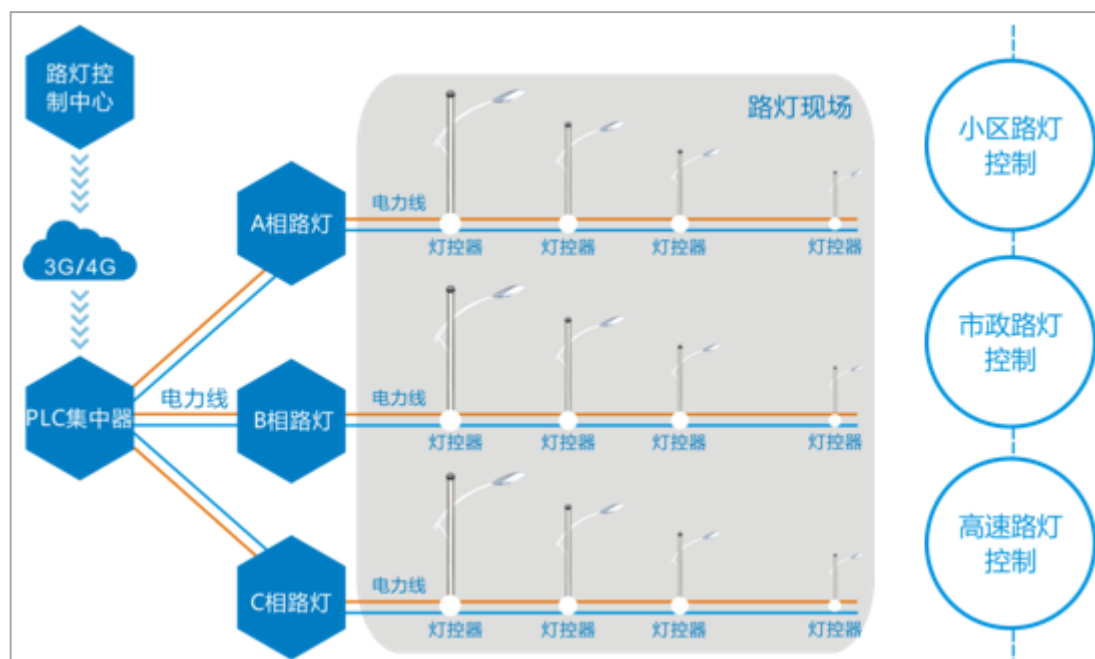 路灯控
制中心
3G/4G
PLC集中器
电力线
A相路灯
B相路灯
C相路灯
路灯现场
电力线
灯控器
灯控器
灯控器
灯控器
电力线
灯控器
灯控器
灯控器
灯控器
电力线
灯控器
灯控器
灯控器
灯控器
小区路灯
控制
市政路灯
控制
高速路灯
控制